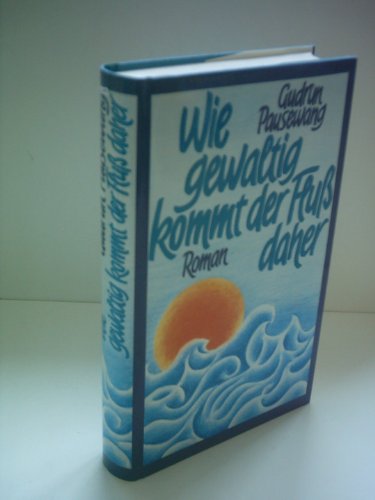 Wie
Gudrun
Pausewang
gewaltig
kommt der Fluß
Roman
daher
gewaltig kommt der Fluß daher